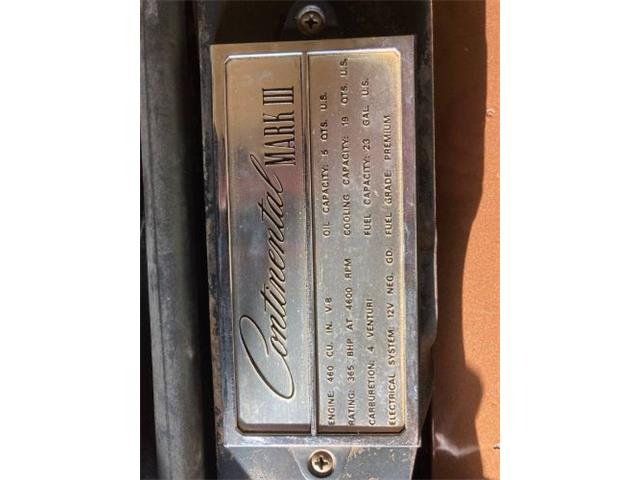 Continental
MARK III
ENGINE: 460 CU. IN. V-8 OIL CAPACITY: 5 QTS. U.S.
RATING: 365 BHP AT 4600 RPM COOLING CAPACITY: 19 QTS. U.S.
CARBURETION: 4 VENTURI FUEL CAPACITY: 23 GAL. U.S.
ELECTRICAL SYSTEM: 12V NEG. GD. FUEL GRADE: PREMIUM